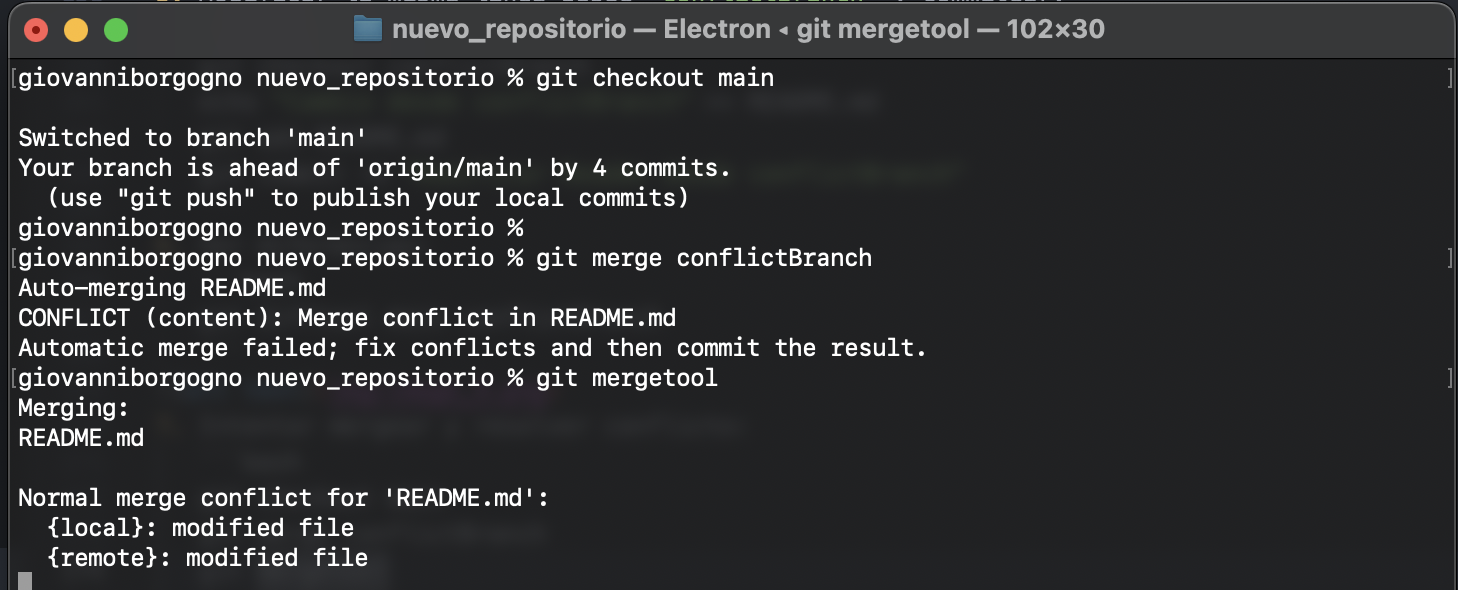 nuevo_repositorio — Electron ◂ git mergetool — 102×30
[giovanniborgogno nuevo_repositorio % git checkout main ]
Switched to branch 'main'
Your branch is ahead of 'origin/main' by 4 commits.
(use "git push" to publish your local commits)
giovanniborgogno nuevo_repositorio %
[giovanniborgogno nuevo_repositorio % git merge conflictBranch ]
Auto-merging README.md
CONFLICT (content): Merge conflict in README.md
Automatic merge failed; fix conflicts and then commit the result.
[giovanniborgogno nuevo_repositorio % git mergetool ]
Merging:
README.md
Normal merge conflict for 'README.md':
{local}: modified file
{remote}: modified file